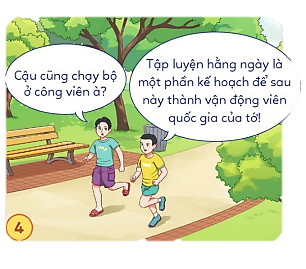 Cậu cũng chạy bộ
ở công viên à?
Tập luyện hằng ngày là
một phần kế hoạch để sau
này thành vận động viên
quốc gia của tớ!
4